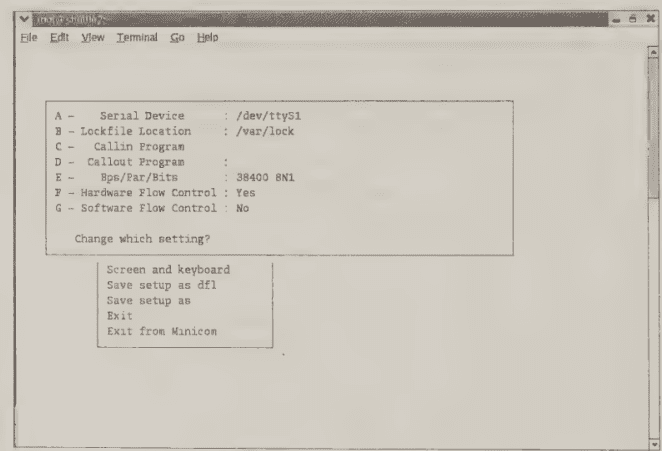 File Edit View Terminal Go Help
A - Serial Device : /dev/ttyS1
B - Lockfile Location : /var/lock
C - Callin Program
D - Callout Program :
E - Bps/Par/Bits : 38400 8N1
F - Hardware Flow Control : Yes
G - Software Flow Control : No
Change which setting?
Screen and keyboard
Save setup as dfl
Save setup as
Exit
Exit from Minicom